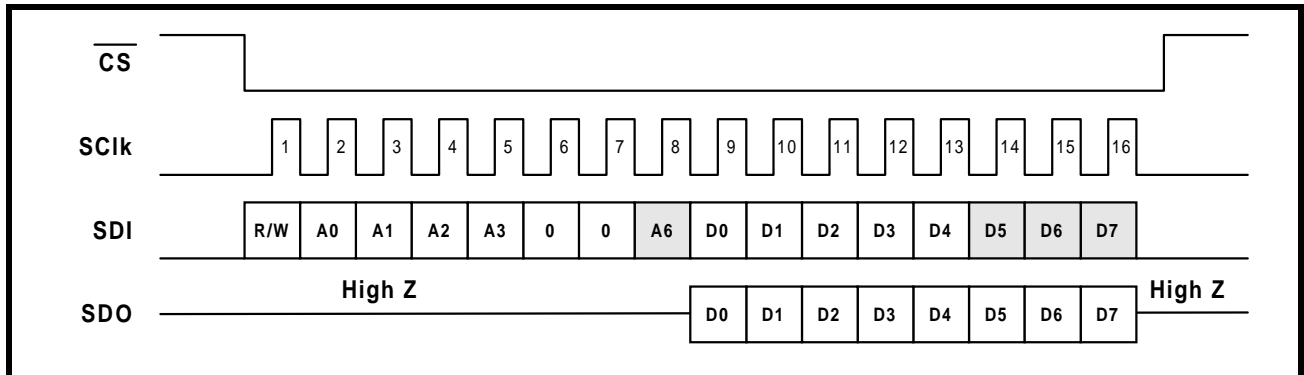 CS
SClk 1 2 3 4 5 6 7 8 9 10 11 12 13 14 15 16
SDI R/W A0 A1 A2 A3 0 0 A6 D0 D1 D2 D3 D4 D5 D6 D7
High Z High Z
SDO D0 D1 D2 D3 D4 D5 D6 D7